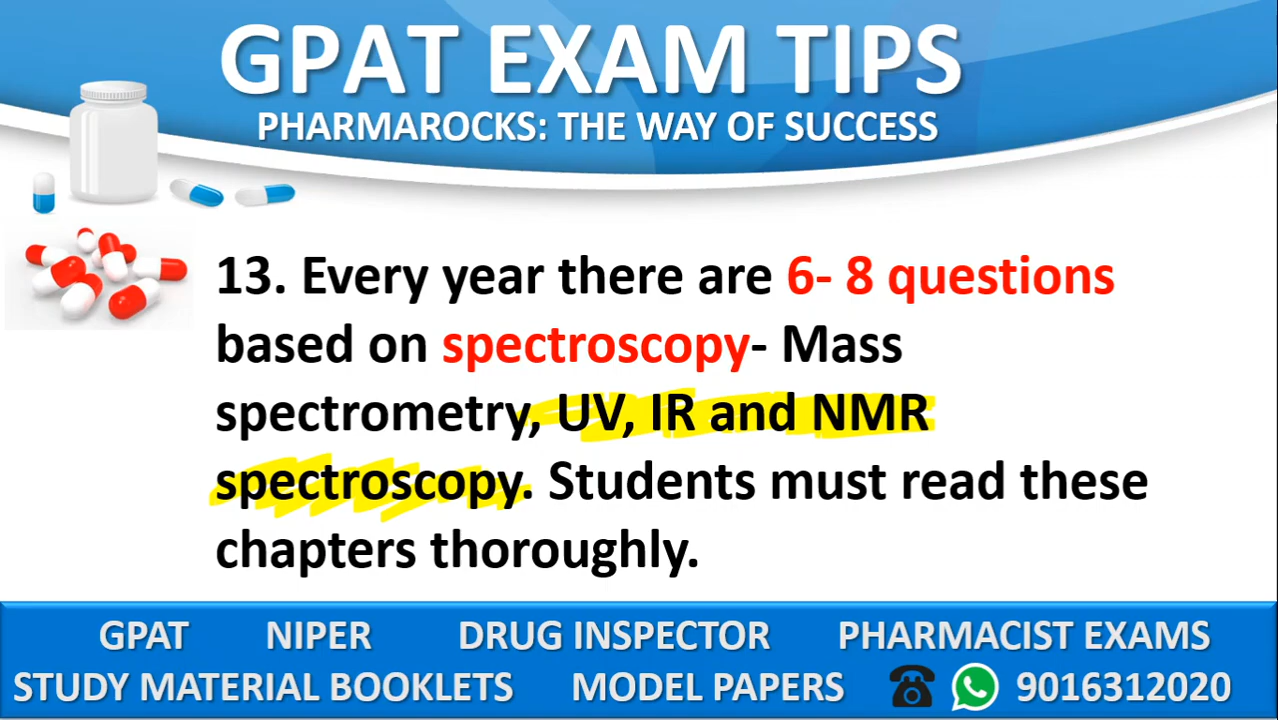 GPAT EXAM TIPS
PHARMAROCKS: THE WAY OF SUCCESS
13. Every year there are 6- 8 questions
based on spectroscopy- Mass
spectrometry, UV, IR and NMR
spectroscopy. Students must read these
chapters thoroughly.
GPAT NIPER DRUG INSPECTOR PHARMACIST EXAMS
STUDY MATERIAL BOOKLETS MODEL PAPERS 9016312020